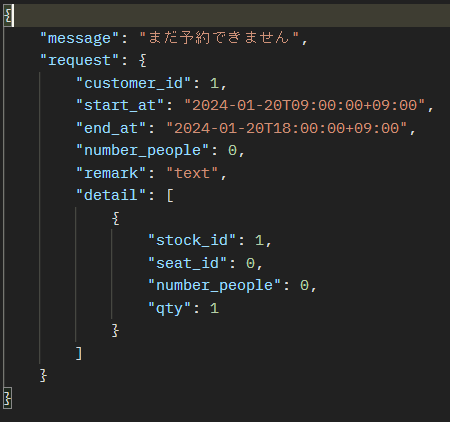 {
    "message": "まだ予約できません",
    "request": {
        "customer_id": 1,
        "start_at": "2024-01-20T09:00:00+09:00",
        "end_at": "2024-01-20T18:00:00+09:00",
        "number_people": 0,
        "remark": "text",
        "detail": [
            {
                "stock_id": 1,
                "seat_id": 0,
                "number_people": 0,
                "qty": 1
            }
        ]
    }
}